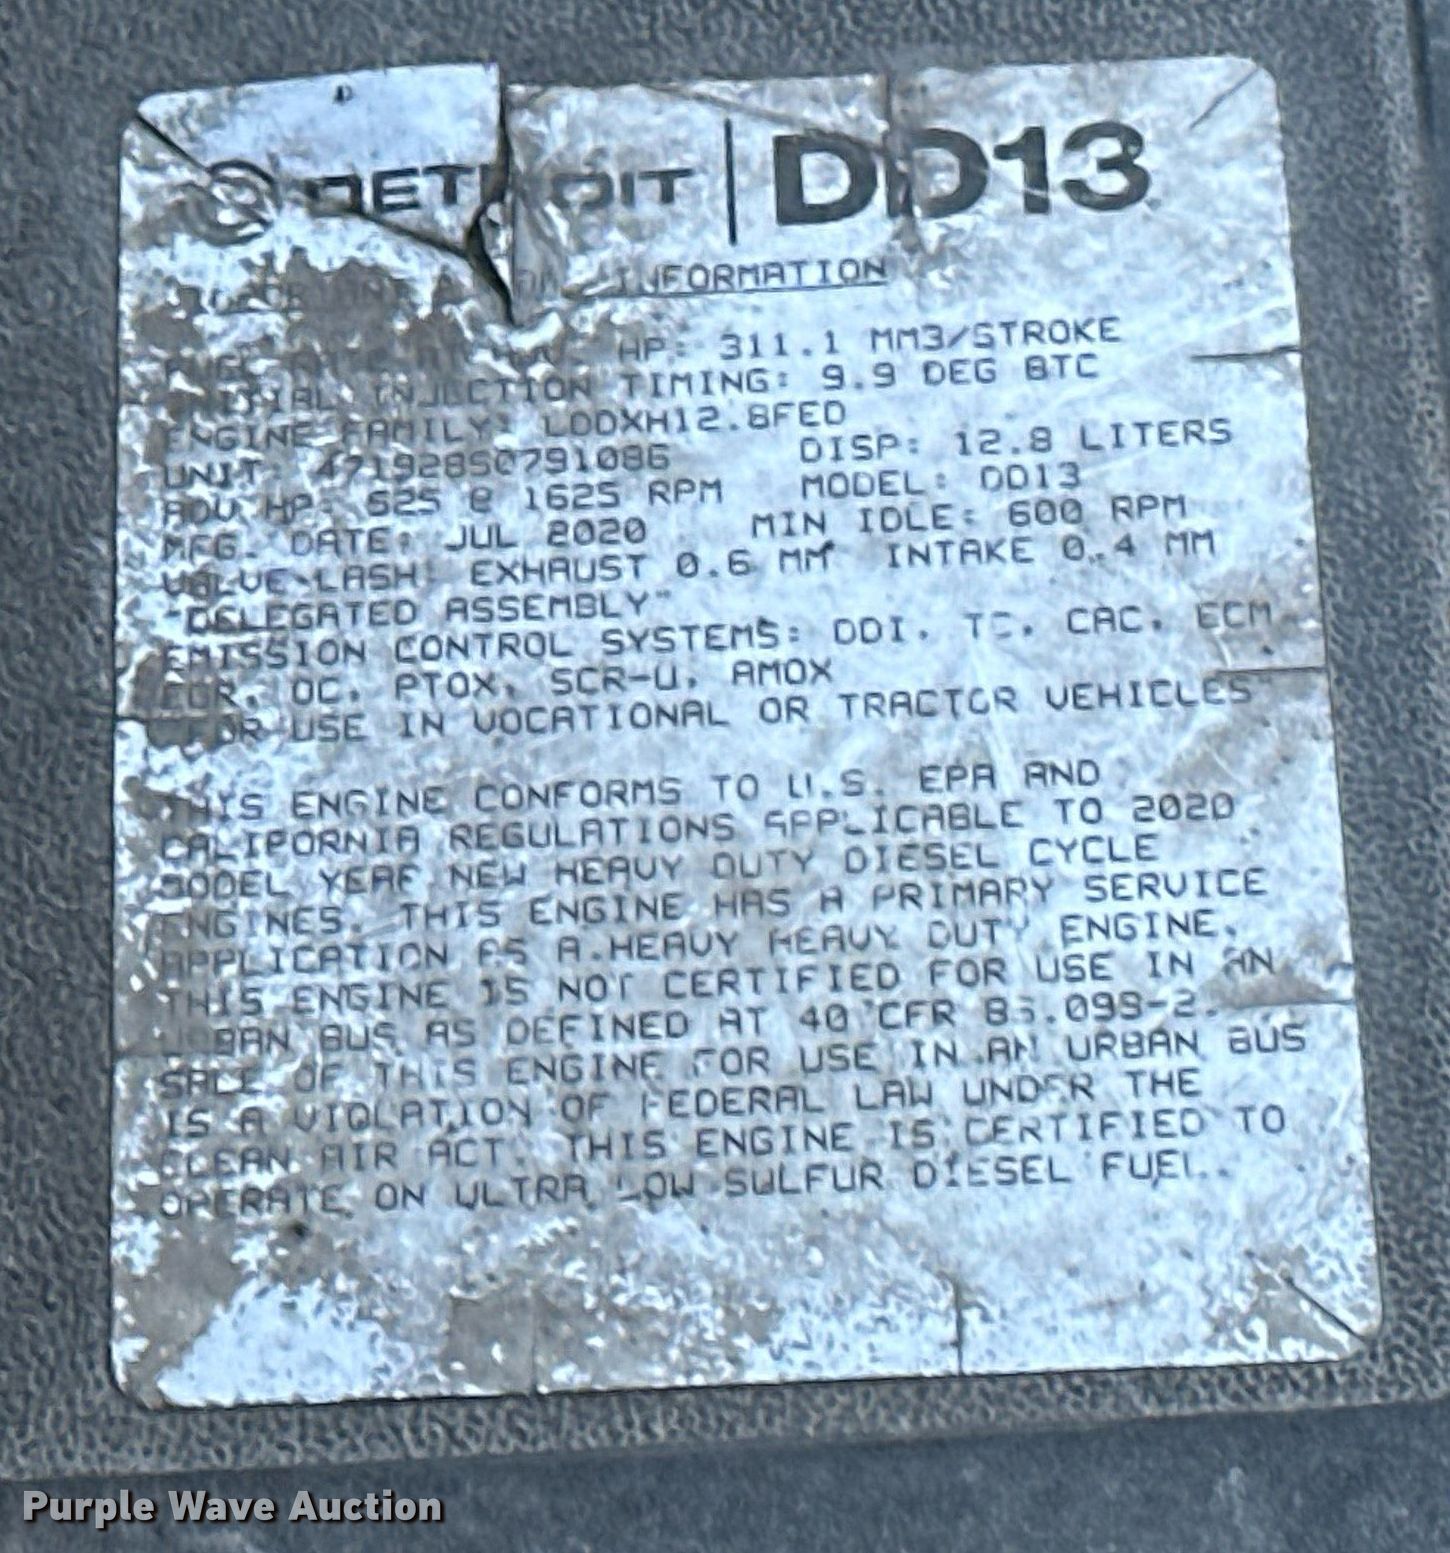 DETROIT | DD13
INFORMATION
HP: 311.1 MM3/STROKE
INITIAL INJECTION TIMING: 9.9 DEG BTC
ENGINE FAMILY: LDDXH12.8FED
UNIT: 471928S0791086 DISP: 12.8 LITERS
ADV HP: 525 @ 1625 RPM MODEL: DD13
MFG. DATE: JUL 2020 MIN IDLE: 600 RPM
VALVE LASH: EXHAUST 0.6 MM INTAKE 0.4 MM
"DELEGATED ASSEMBLY"
EMISSION CONTROL SYSTEMS: DDI, TC, CAC, ECM
OC, PTOX, SCR-U, AMOX
FOR USE IN VOCATIONAL OR TRACTOR VEHICLES
THIS ENGINE CONFORMS TO U.S. EPA AND
CALIFORNIA REGULATIONS APPLICABLE TO 2020
MODEL YEAR NEW HEAVY DUTY DIESEL CYCLE
ENGINES. THIS ENGINE HAS A PRIMARY SERVICE
APPLICATION AS A HEAVY HEAVY DUTY ENGINE.
THIS ENGINE IS NOT CERTIFIED FOR USE IN AN
URBAN BUS AS DEFINED AT 40 CFR 86.093-2.
SALE OF THIS ENGINE FOR USE IN AN URBAN BUS
IS A VIOLATION OF FEDERAL LAW UNDER THE
CLEAN AIR ACT. THIS ENGINE IS CERTIFIED TO
OPERATE ON ULTRA LOW SULFUR DIESEL FUEL.
Purple Wave Auction